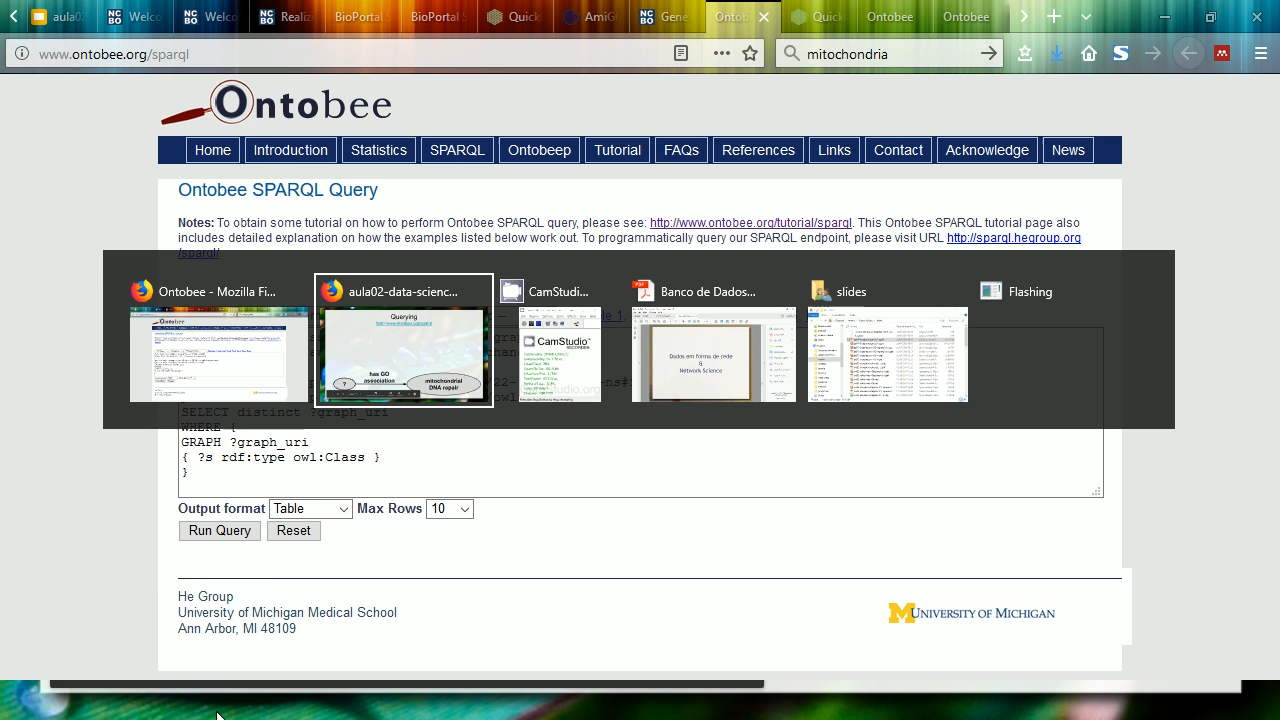 aula02
Welco
Welco
Realizi
BioPortal S
BioPortal S
Quick
AmiG
Gene
Ontob
Quick
Ontobee
Ontobee
www.ontobee.org/sparql
mitochondria
Ontobee
Home
Introduction
Statistics
SPARQL
Ontobeep
Tutorial
FAQs
References
Links
Contact
Acknowledge
News
Ontobee SPARQL Query
Notes: To obtain some tutorial on how to perform Ontobee SPARQL query, please see: http://www.ontobee.org/tutorial/sparql. This Ontobee SPARQL tutorial page also
includes detailed explanation on how the examples listed below work out. To programmatically query our SPARQL endpoint, please visit URL http://sparql.hegroup.org
/sparql/.
Ontobee - Mozilla Fi...
aula02-data-scienc...
CamStudi...
Banco de Dados...
slides
Flashing
Querying
has GO
association
?
mitochondrial
DNA repair
CamStudio
Dados em forma de rede
&
Network Science
22-
-ns#
SELECT distinct ?graph_uri
WHERE {
GRAPH ?graph_uri
{ ?s rdf:type owl:Class }
}
Output format Table Max Rows 10
Run Query
Reset
He Group
University of Michigan Medical School
Ann Arbor, MI 48109
M UNIVERSITY OF MICHIGAN